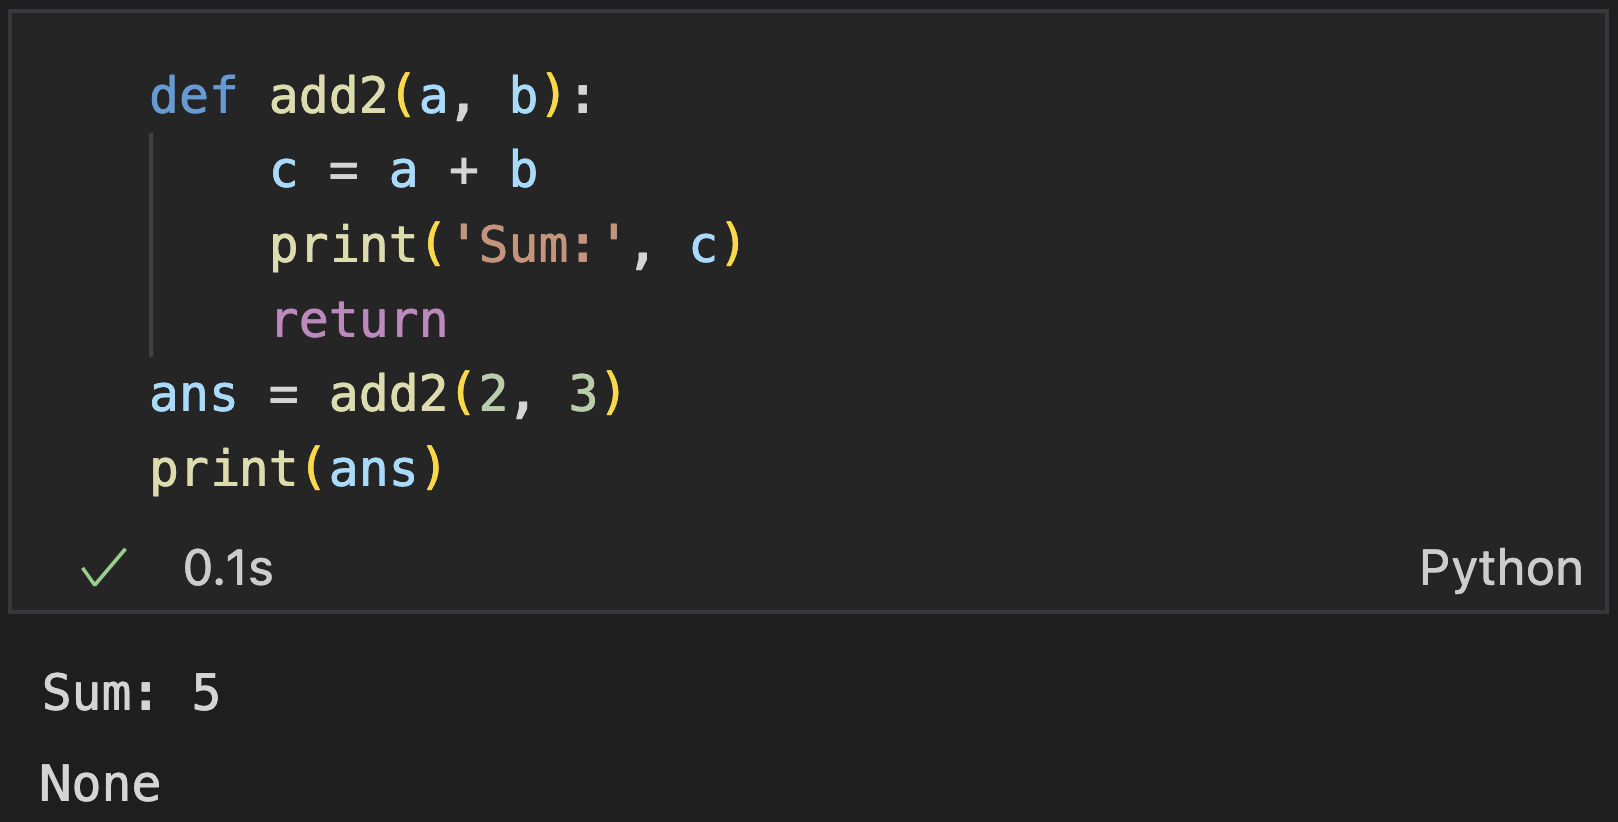 def add2(a, b):
    c = a + b
    print('Sum:', c)
    return
ans = add2(2, 3)
print(ans)
0.1s Python
Sum: 5
None